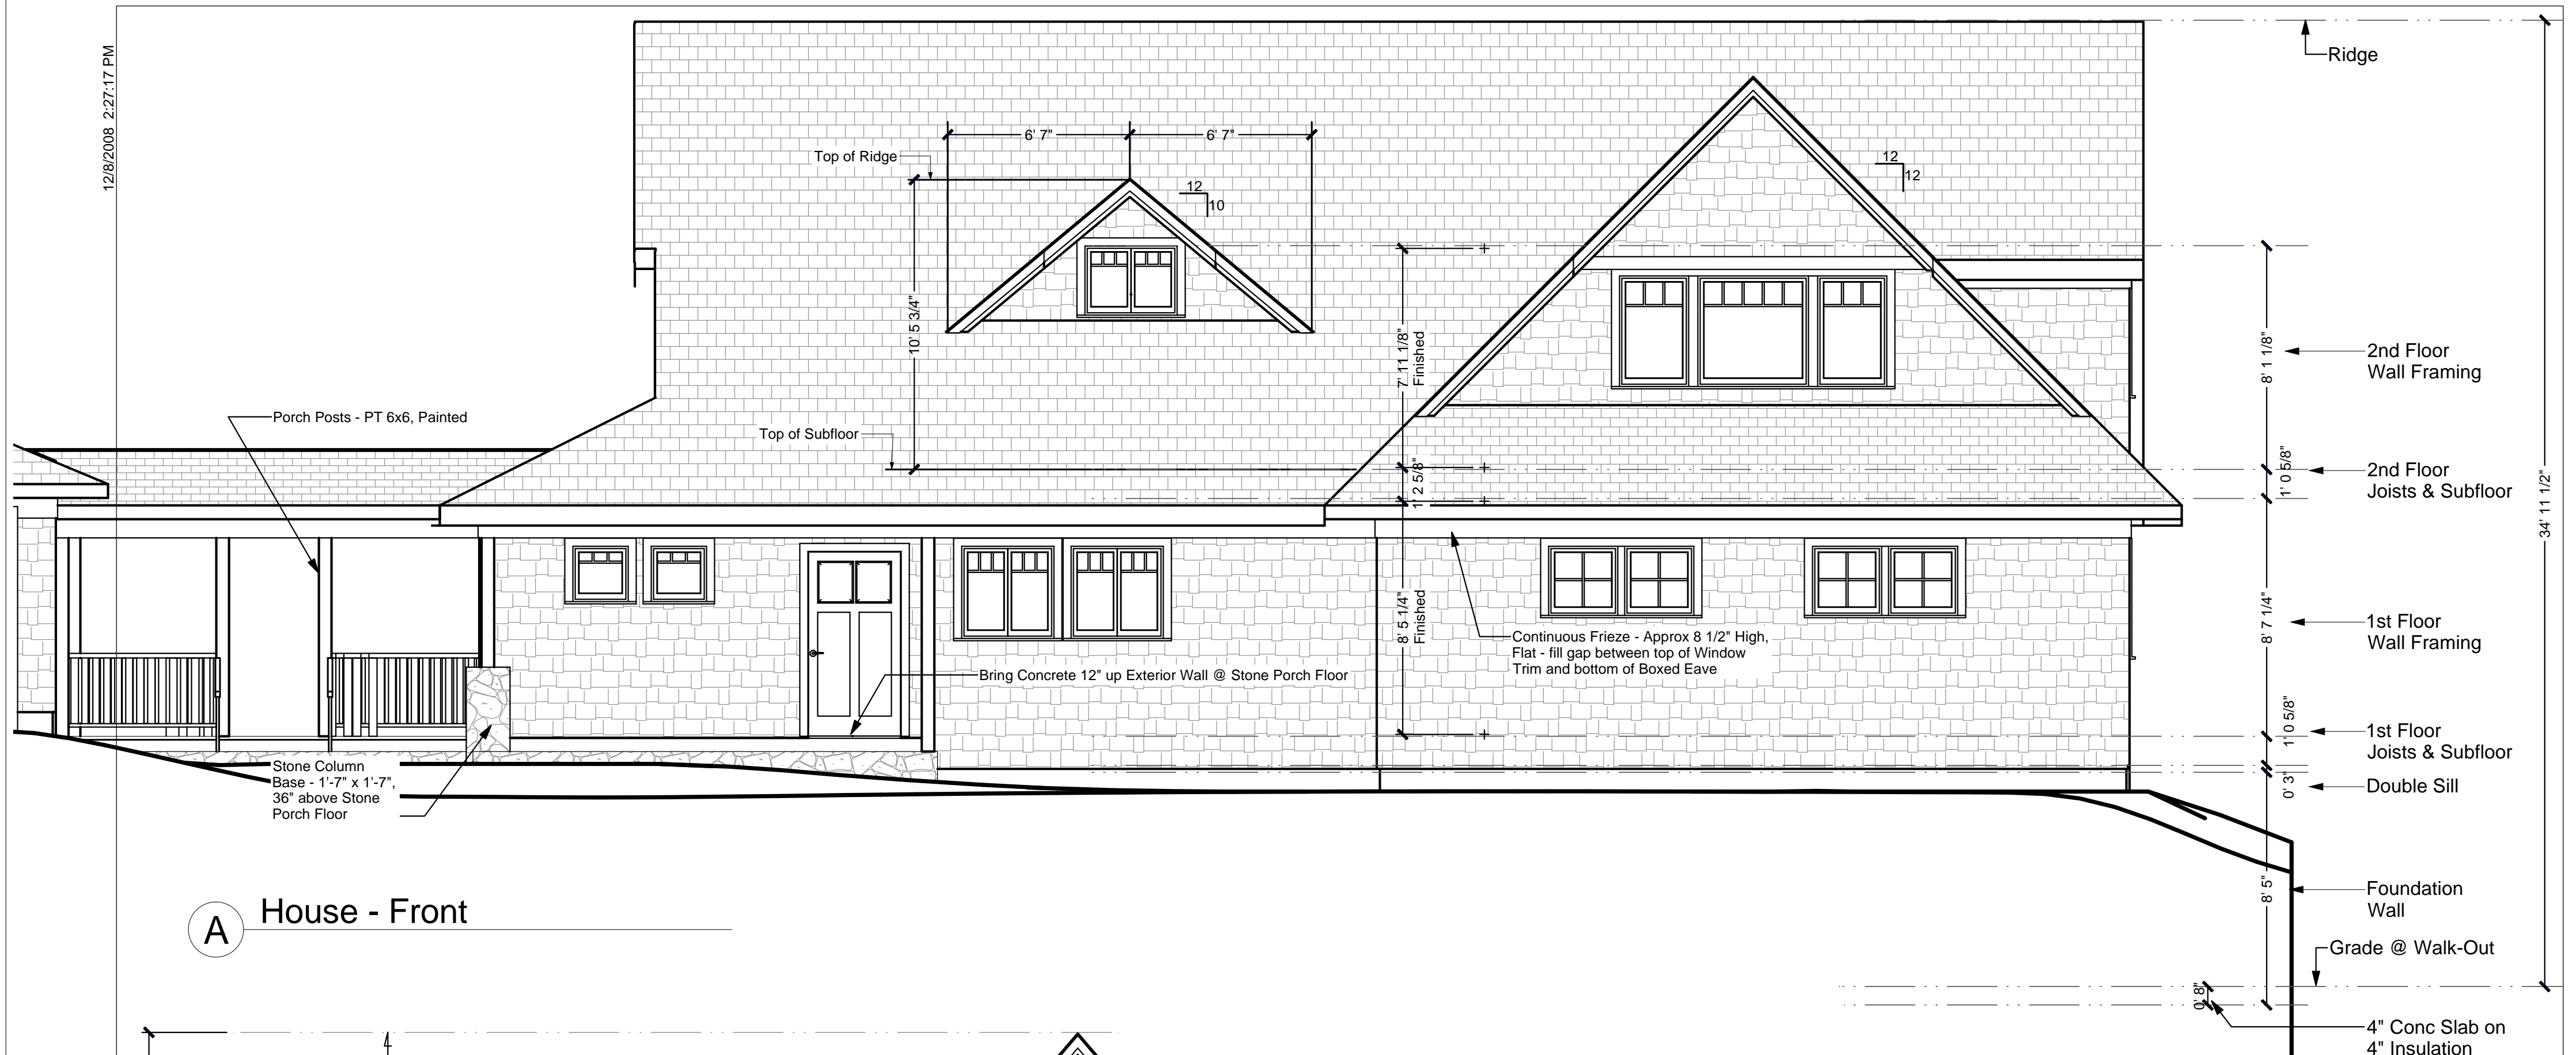 12/8/2008 2:27:17 PM
Ridge
6' 7"
6' 7"
Top of Ridge
12
10
12
12
10' 5 3/4"
7' 11 1/8"
Finished
8' 1 1/8"
2nd Floor
Wall Framing
Porch Posts - PT 6x6, Painted
Top of Subfloor
1' 2 5/8"
1' 0 5/8"
2nd Floor
Joists & Subfloor
34' 11 1/2"
8' 5 1/4"
Finished
8' 7 1/4"
1st Floor
Wall Framing
Continuous Frieze - Approx 8 1/2" High,
Flat - fill gap between top of Window
Trim and bottom of Boxed Eave
Bring Concrete 12" up Exterior Wall @ Stone Porch Floor
1' 0 5/8"
1st Floor
Joists & Subfloor
Stone Column
Base - 1'-7" x 1'-7",
36" above Stone
Porch Floor
0' 3"
Double Sill
8' 5"
Foundation
Wall
A
House - Front
Grade @ Walk-Out
0' 8"
4" Conc Slab on
4" Insulation